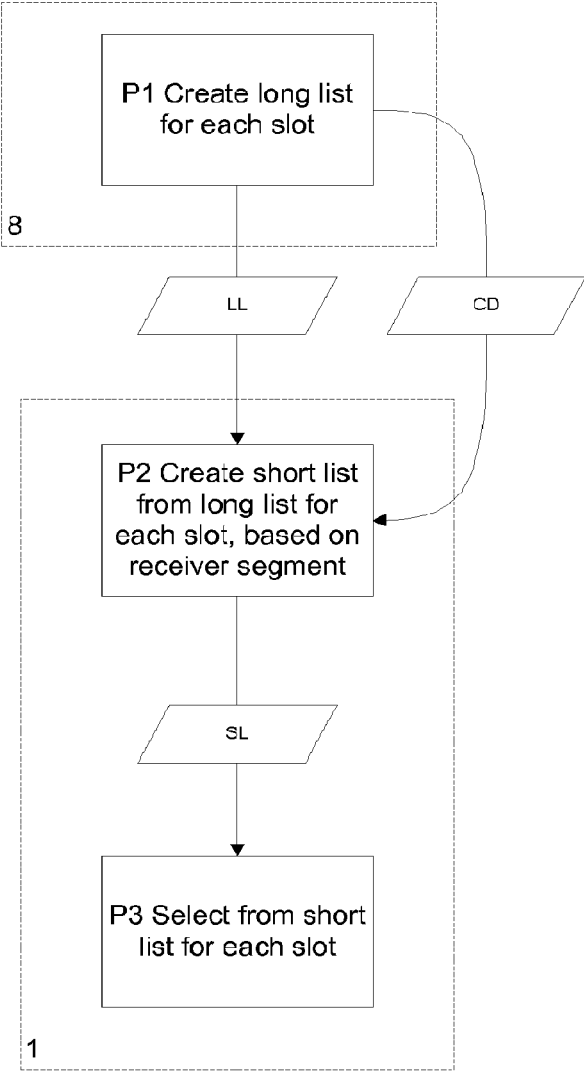 P1 Create long list
for each slot
8
LL
CD
P2 Create short list
from long list for
each slot, based on
receiver segment
SL
P3 Select from short
list for each slot
1